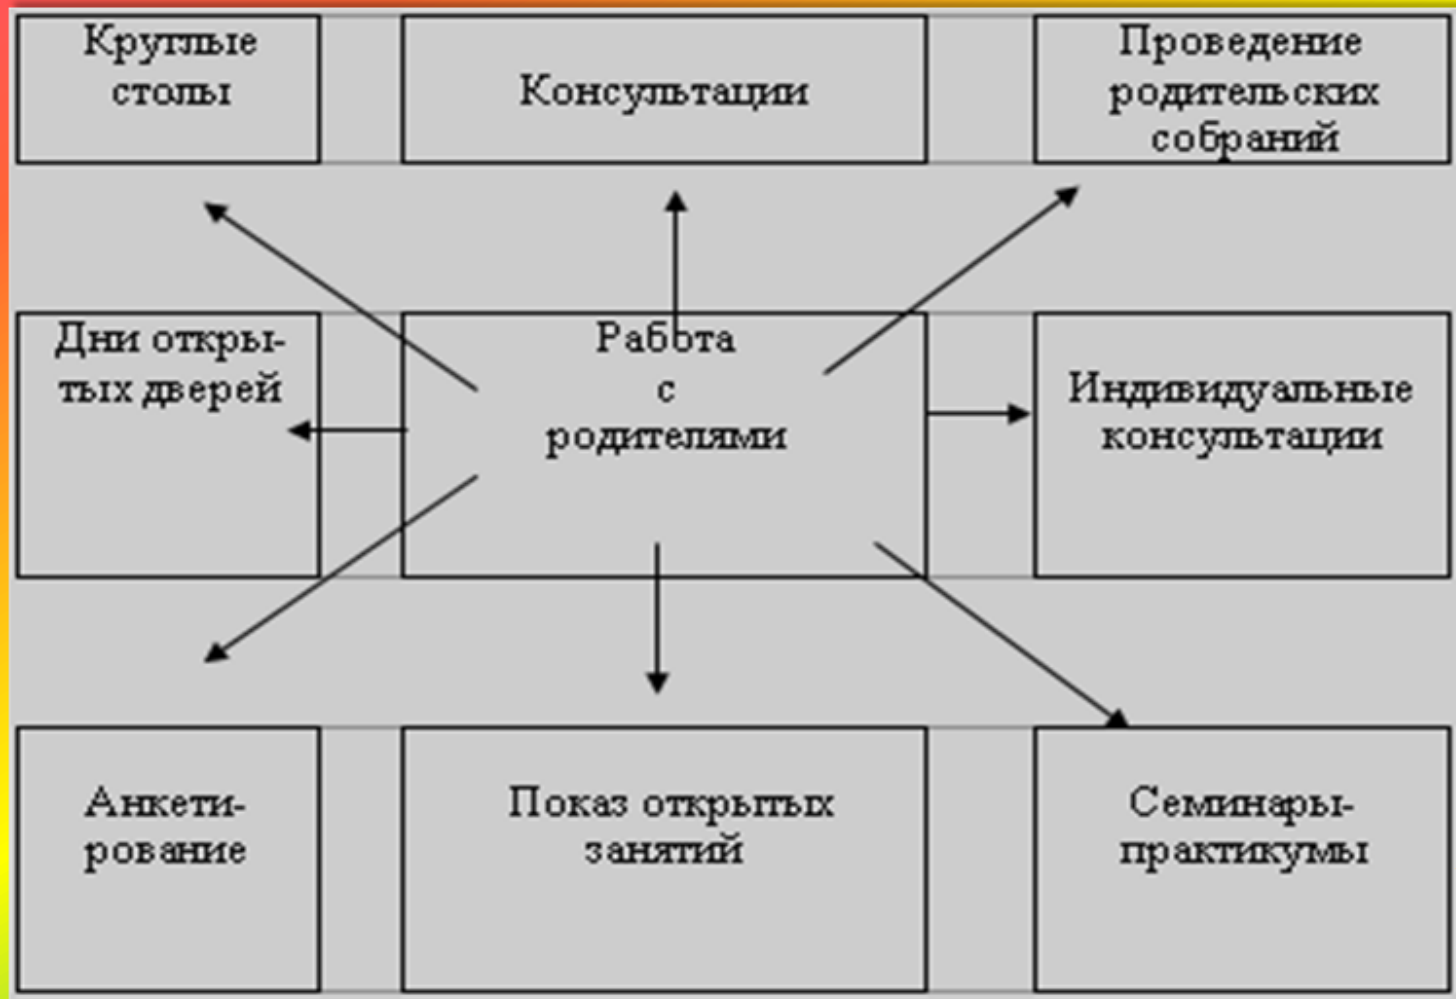 Круглые
столы
Консультации
Проведение
родительских
собраний
Дни откры-
тых дверей
Работа
с
родителями
Индивидуальные
консультации
Анкети-
рование
Показ открытых
занятий
Семинары-
практикумы